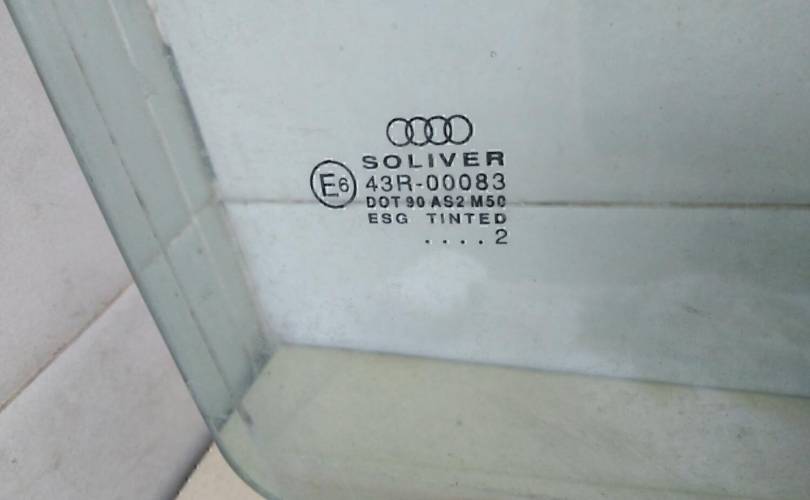 SOLIVER
E6 43R-00083
DOT 90 AS2 M50
ESG TINTED
. . . . 2